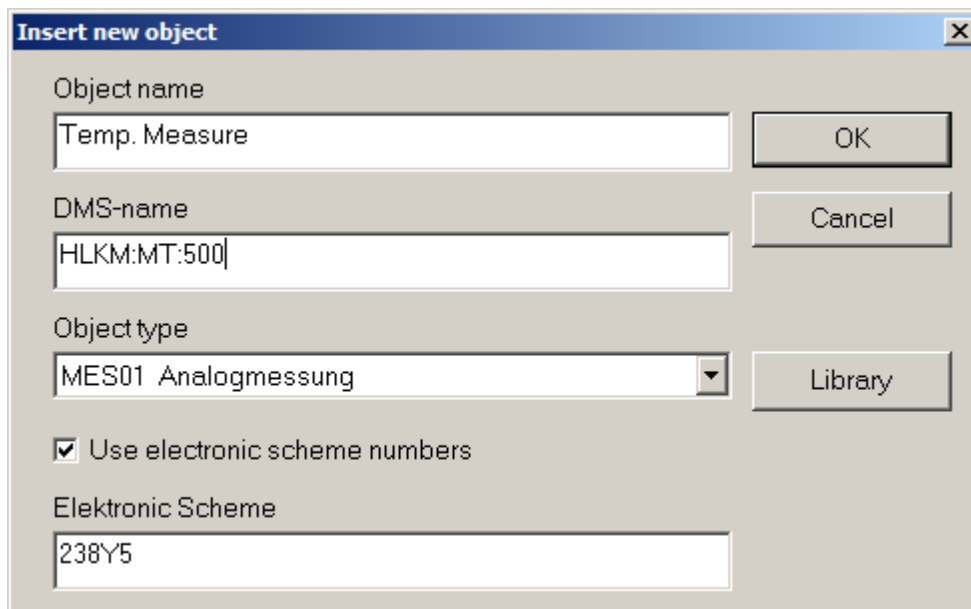 Insert new object
Object name
Temp. Measure
OK
DMS-name
Cancel
HLKM:MT:500
Object type
MES01  Analogmessung
Library
Use electronic scheme numbers
Elektronic Scheme
238Y5